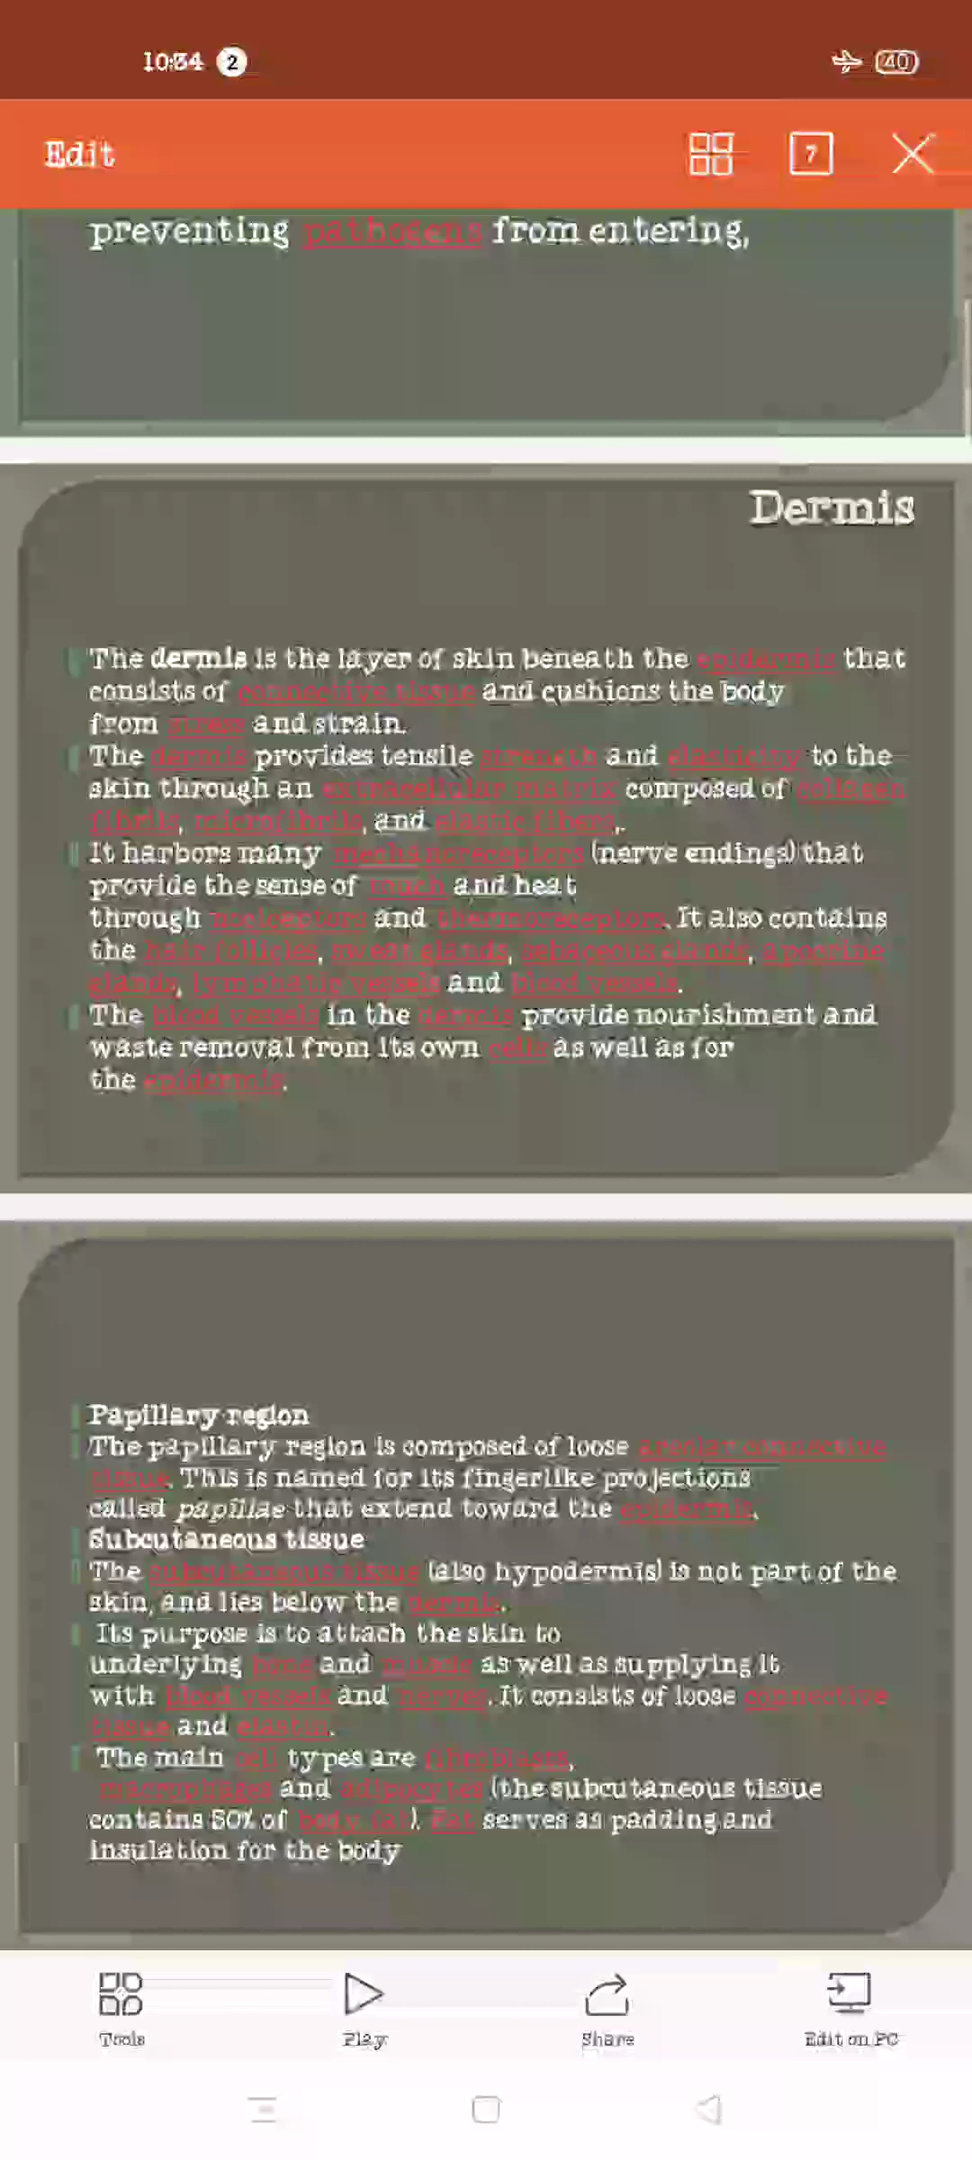 10:34 2 40
Edit 7
preventing pathogens from entering,
Dermis
The dermis is the layer of skin beneath the epidermis that
consists of connective tissue and cushions the body
from stress and strain.
The dermis provides tensile strength and elasticity to the
skin through an extracellular matrix composed of collagen
fibrils, microfibrils, and elastic fibers,.
It harbors many mechanoreceptors (nerve endings) that
provide the sense of touch and heat
through nociceptors and thermoreceptors. It also contains
the hair follicles, sweat glands, sebaceous glands, apocrine
glands, lymphatic vessels and blood vessels.
The blood vessels in the dermis provide nourishment and
waste removal from its own cells as well as for
the epidermis.
Papillary region
The papillary region is composed of loose areolar connective
tissue. This is named for its fingerlike projections
called papillae that extend toward the epidermis.
Subcutaneous tissue
The subcutaneous tissue (also hypodermis) is not part of the
skin, and lies below the dermis.
Its purpose is to attach the skin to
underlying bone and muscle as well as supplying it
with blood vessels and nerves. It consists of loose connective
tissue and elastin.
The main cell types are fibroblasts,
macrophages and adipocytes (the subcutaneous tissue
contains 50% of body fat). Fat serves as padding and
insulation for the body
Tools Play Share Edit on PC